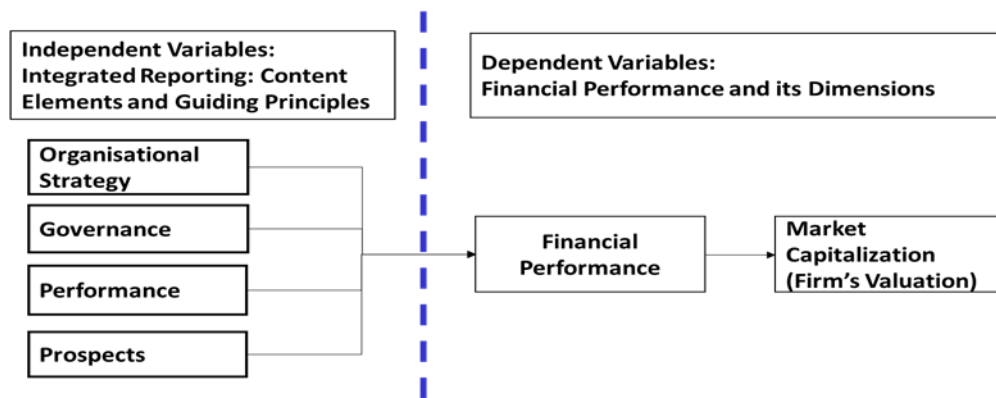 Independent Variables:
Integrated Reporting: Content
Elements and Guiding Principles
Dependent Variables:
Financial Performance and its Dimensions
Organisational
Strategy
Governance
Performance
Prospects
Financial
Performance
Market
Capitalization
(Firm's Valuation)